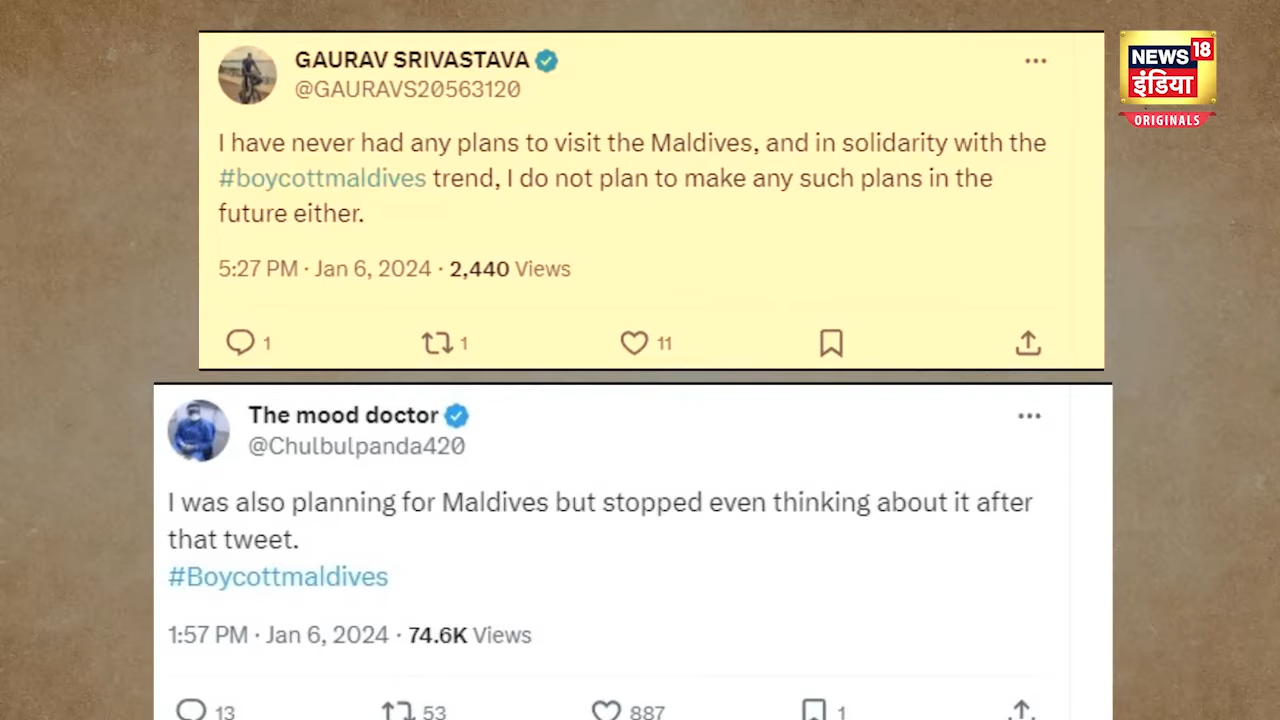 NEWS 18
इंडिया
ORIGINALS
GAURAV SRIVASTAVA
@GAURAVS20563120
I have never had any plans to visit the Maldives, and in solidarity with the
#boycottmaldives trend, I do not plan to make any such plans in the
future either.
5:27 PM · Jan 6, 2024 · 2,440 Views
1 1 11
The mood doctor
@Chulbulpanda420
I was also planning for Maldives but stopped even thinking about it after
that tweet.
#Boycottmaldives
1:57 PM · Jan 6, 2024 · 74.6K Views
13 53 887 1